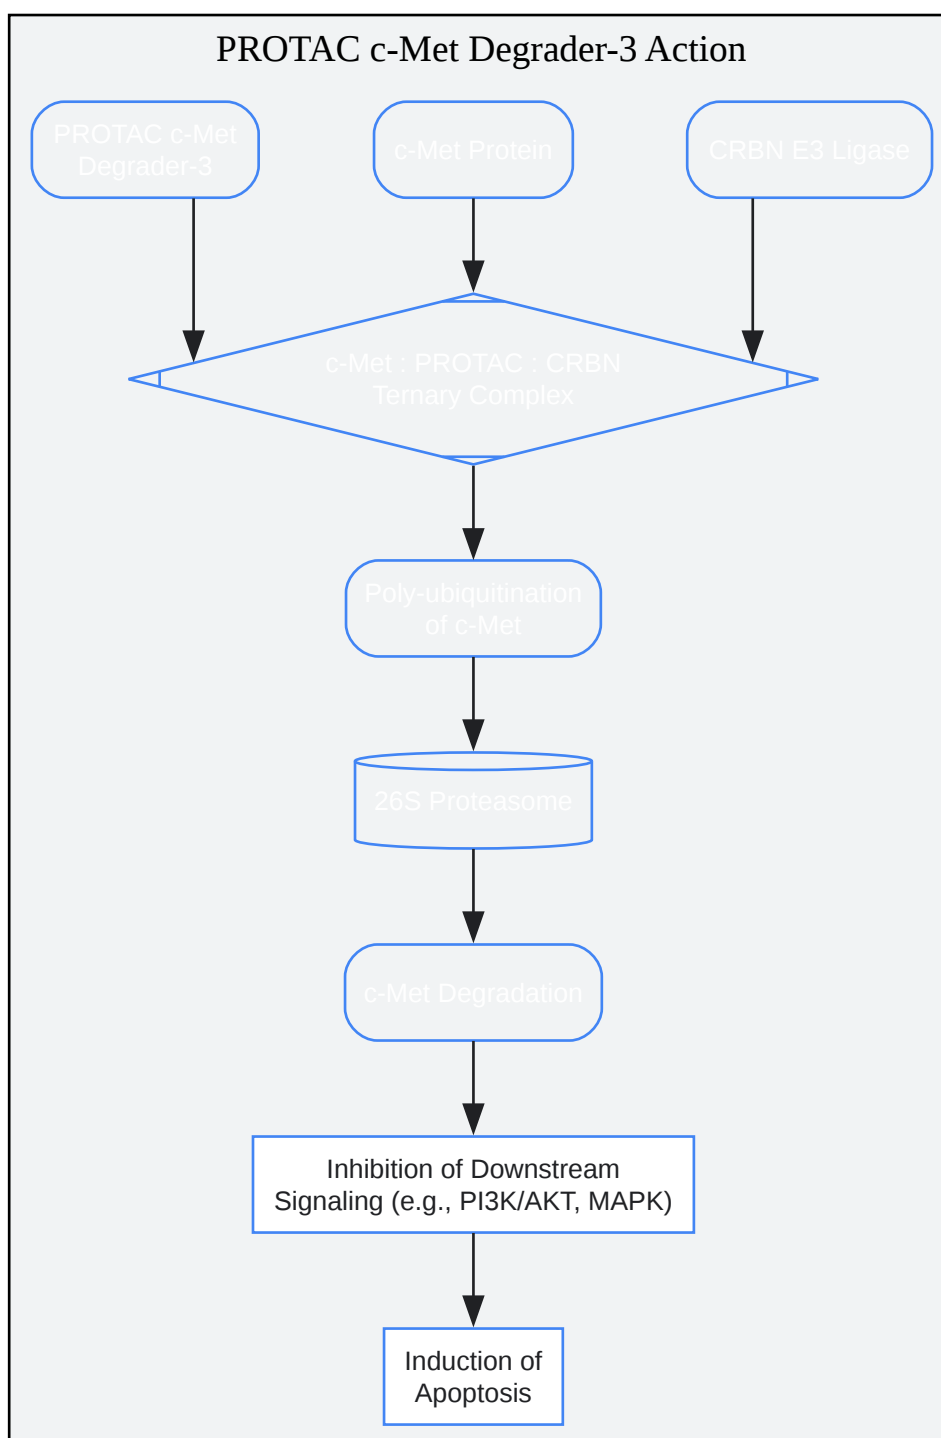 PROTAC c-Met Degrader-3 Action
PROTAC c-Met
Degrader-3
c-Met Protein
CRBN E3 Ligase
c-Met : PROTAC : CRBN
Ternary Complex
Poly-ubiquitination
of c-Met
26S Proteasome
c-Met Degradation
Inhibition of Downstream
Signaling (e.g., PI3K/AKT, MAPK)
Induction of
Apoptosis